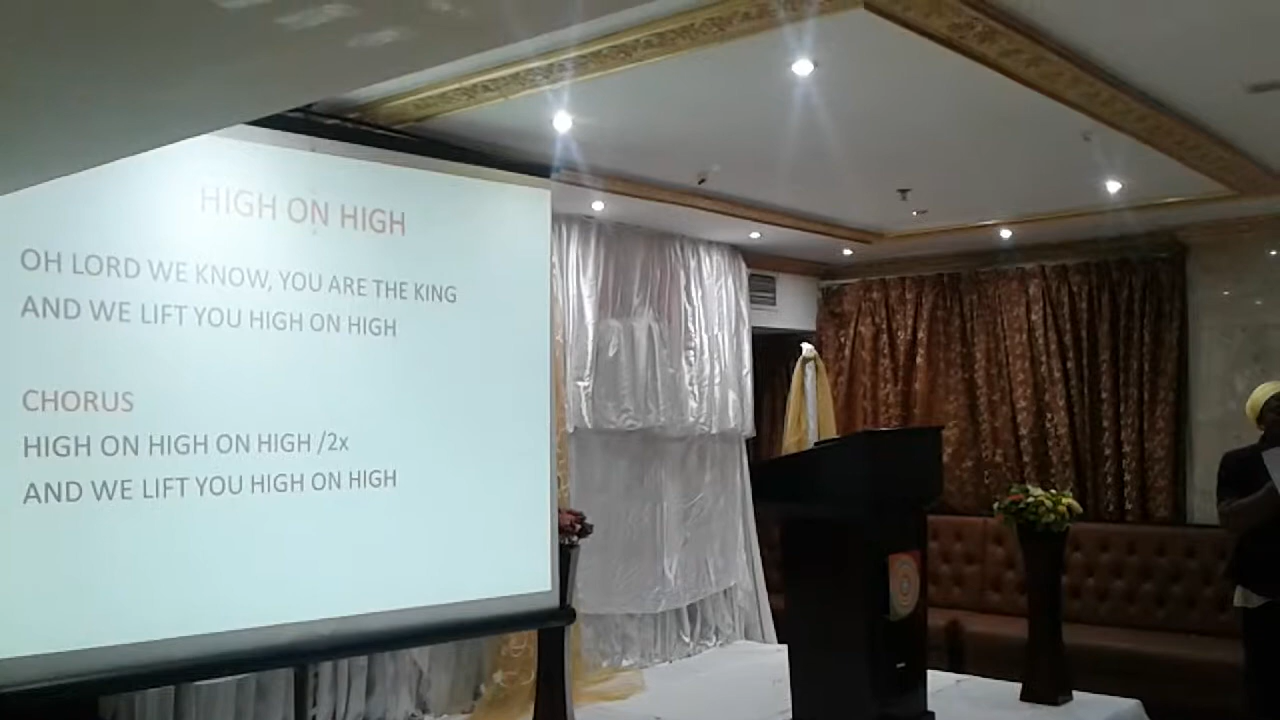 HIGH ON HIGH
OH LORD WE KNOW, YOU ARE THE KING
AND WE LIFT YOU HIGH ON HIGH
CHORUS
HIGH ON HIGH ON HIGH /2x
AND WE LIFT YOU HIGH ON HIGH